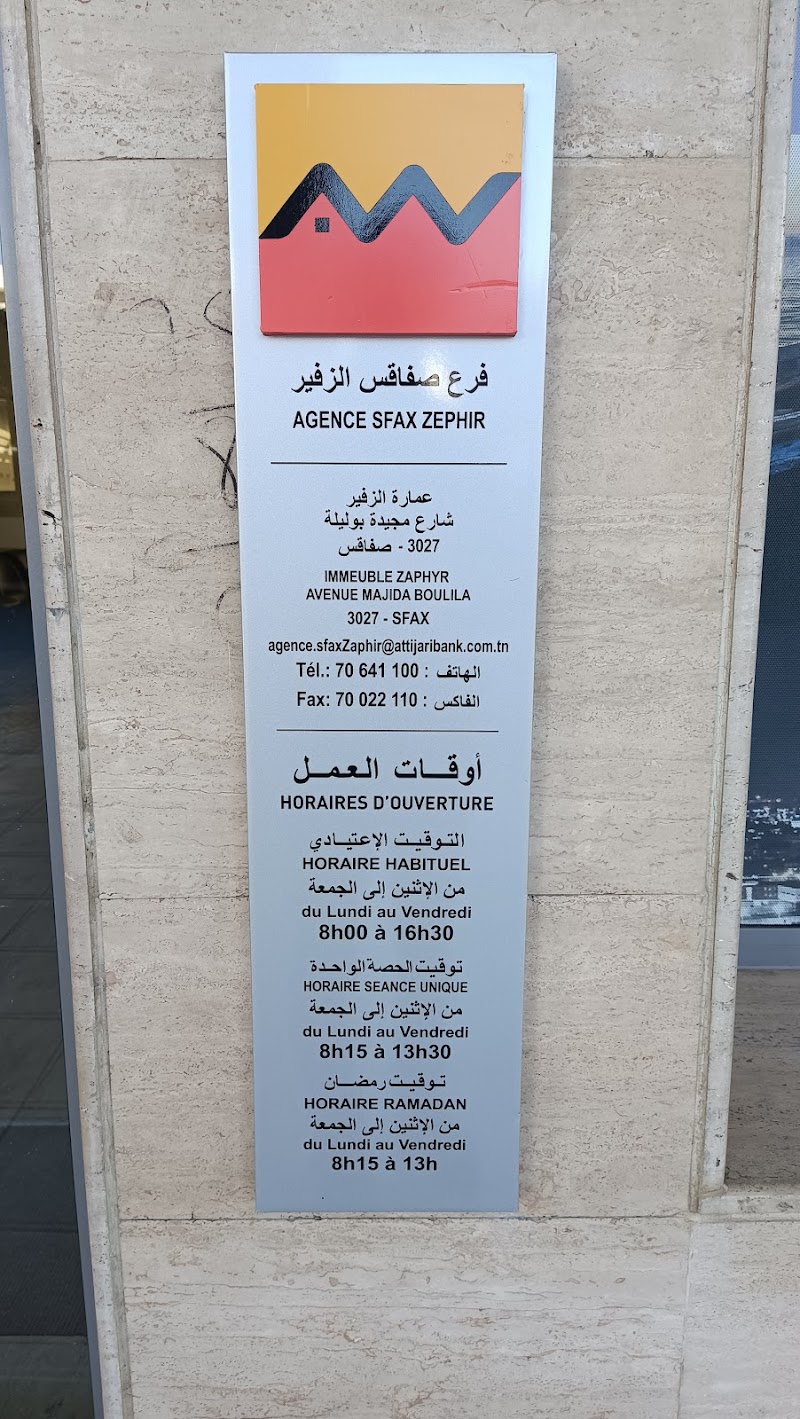 فرع صفاقس الزفير
AGENCE SFAX ZEPHIR
عمارة الزفير
شارع مجيدة بوليلة
3027 - صفاقس
IMMEUBLE ZAPHYR
AVENUE MAJIDA BOULILA
3027 - SFAX
agence.sfaxZaphir@attijaribank.com.tn
Tél.: 70 641 100 : الهاتف
Fax: 70 022 110 : الفاكس
أوقات العمل
HORAIRES D'OUVERTURE
التوقيت الإعتيادي
HORAIRE HABITUEL
من الإثنين إلى الجمعة
du Lundi au Vendredi
8h00 à 16h30
توقيت الحصة الواحدة
HORAIRE SEANCE UNIQUE
من الإثنين إلى الجمعة
du Lundi au Vendredi
8h15 à 13h30
توقيت رمضان
HORAIRE RAMADAN
من الإثنين إلى الجمعة
du Lundi au Vendredi
8h15 à 13h